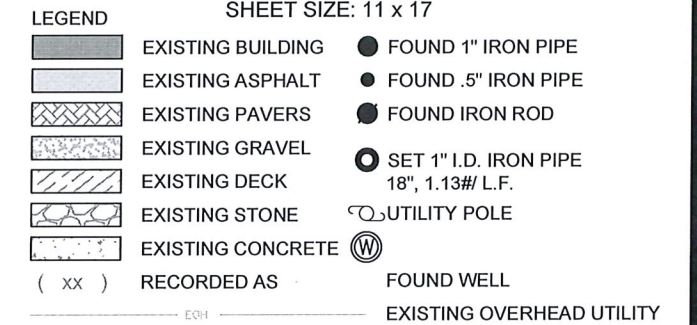 SHEET SIZE: 11 x 17
LEGEND
EXISTING BUILDING
EXISTING ASPHALT
EXISTING PAVERS
EXISTING GRAVEL
EXISTING DECK
EXISTING STONE
EXISTING CONCRETE
( xx ) RECORDED AS
EOH
FOUND 1" IRON PIPE
FOUND .5" IRON PIPE
FOUND IRON ROD
SET 1" I.D. IRON PIPE
18", 1.13#/ L.F.
UTILITY POLE
W
FOUND WELL
EXISTING OVERHEAD UTILITY